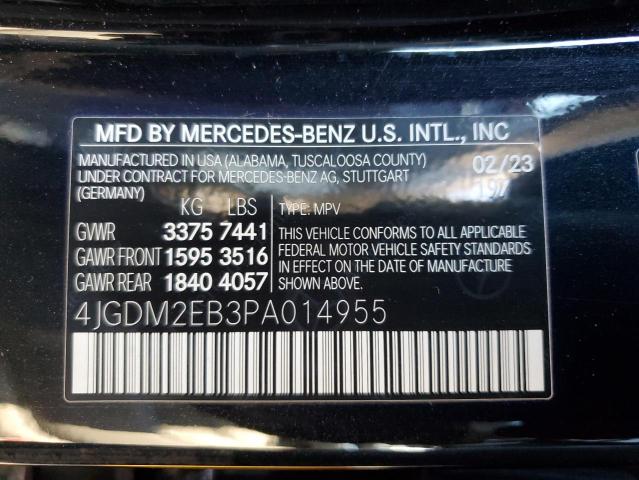 MFD BY MERCEDES-BENZ U.S. INTL., INC
MANUFACTURED IN USA (ALABAMA, TUSCALOOSA COUNTY) 02/23
UNDER CONTRACT FOR MERCEDES-BENZ AG, STUTTGART 197
(GERMANY)
KG LBS TYPE: MPV
GVWR 3375 7441
GAWR FRONT 1595 3516
GAWR REAR 1840 4057
THIS VEHICLE CONFORMS TO ALL APPLICABLE
FEDERAL MOTOR VEHICLE SAFETY STANDARDS
IN EFFECT ON THE DATE OF MANUFACTURE
SHOWN ABOVE.
4JGDM2EB3PA014955